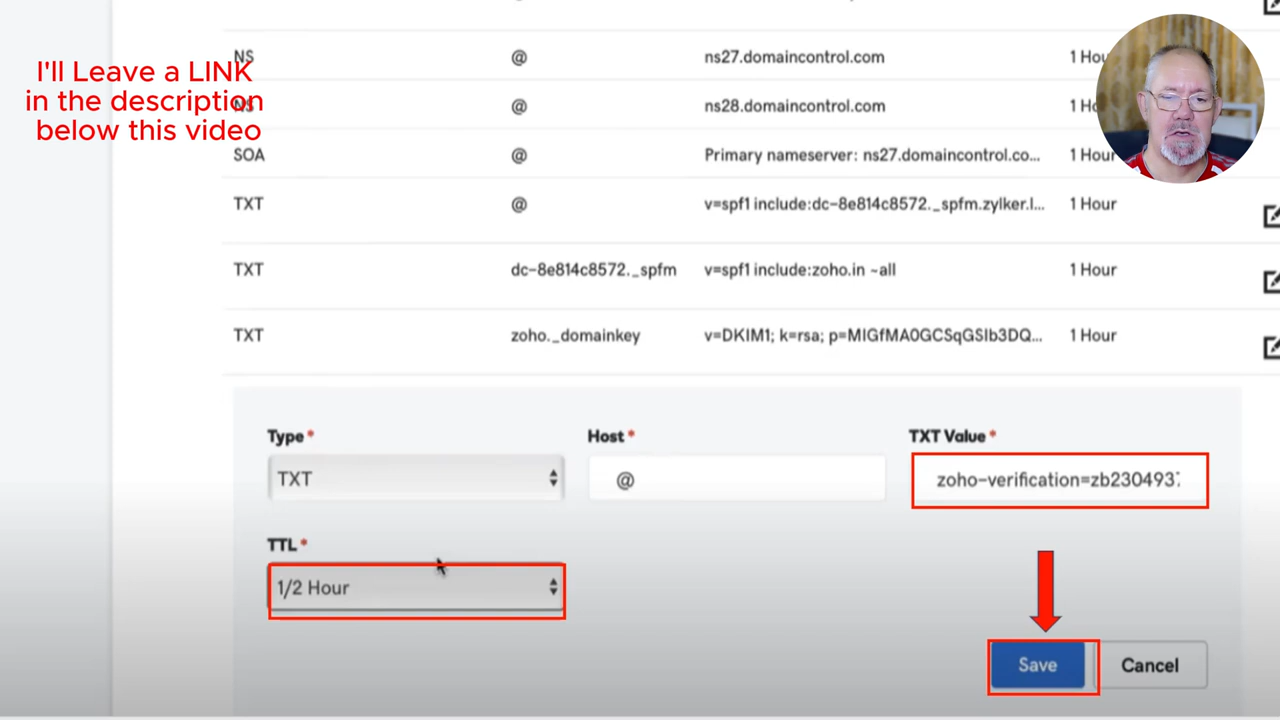 I'll Leave a LINK
in the description
below this video
NS @ ns27.domaincontrol.com 1 Hou
NS @ ns28.domaincontrol.com 1
SOA @ Primary nameserver: ns27.domaincontrol.co... 1 Hour
TXT @ v=spf1 include:dc-8e814c8572._spfm.zylker.l... 1 Hour
TXT dc-8e814c8572._spfm v=spf1 include:zoho.in ~all 1 Hour
TXT zoho._domainkey v=DKIM1; k=rsa; p=MIGfMA0GCSqGSIb3DQ... 1 Hour
Type * Host * TXT Value *
TXT @ zoho-verification=zb2304937
TTL *
1/2 Hour
Save Cancel